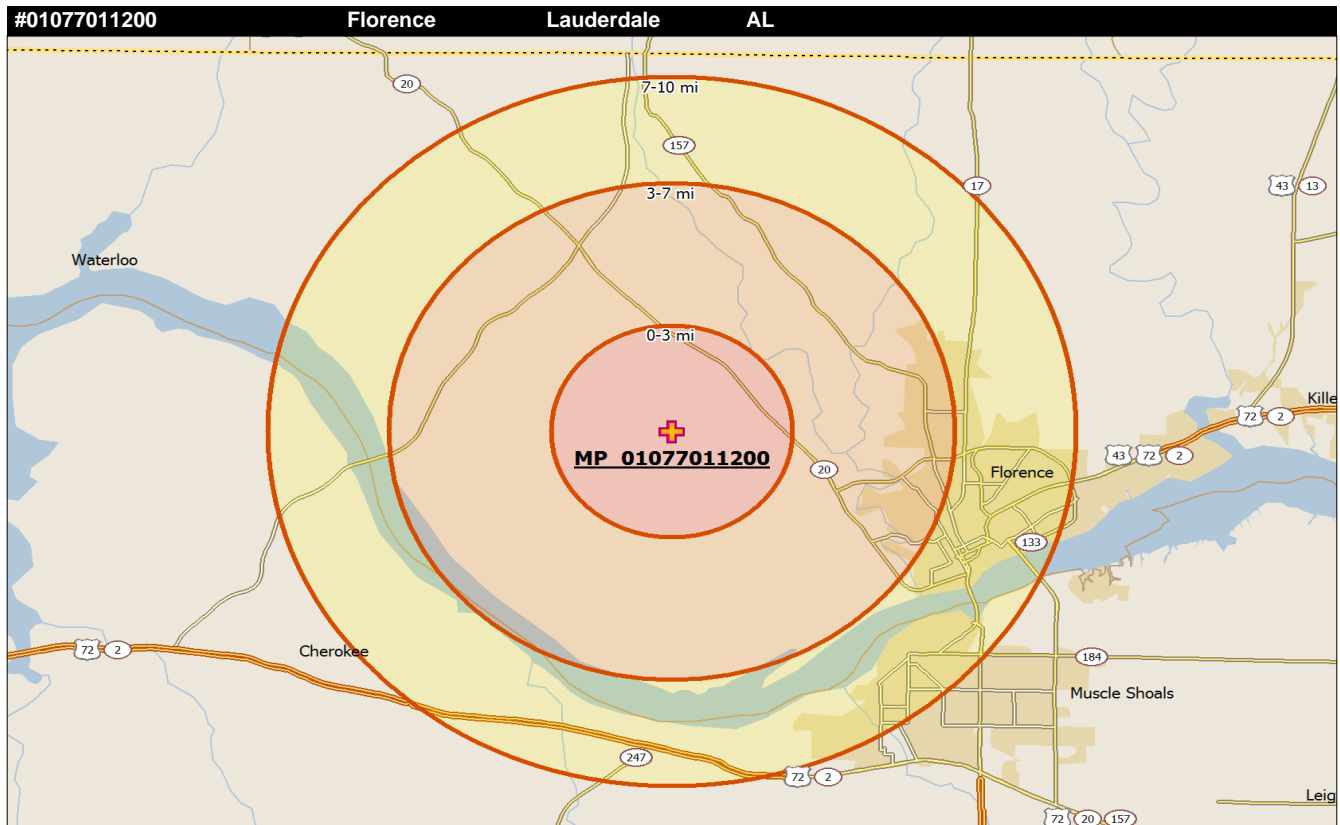 #01077011200 Florence Lauderdale AL
7-10 mi
20
157
3-7 mi
17
43 13
Waterloo
0-3 mi
Kille
72 2
MP 01077011200
43 72 2
20
Florence
133
72 2
Cherokee
184
Muscle Shoals
247
72 2
Leig
72 20 157